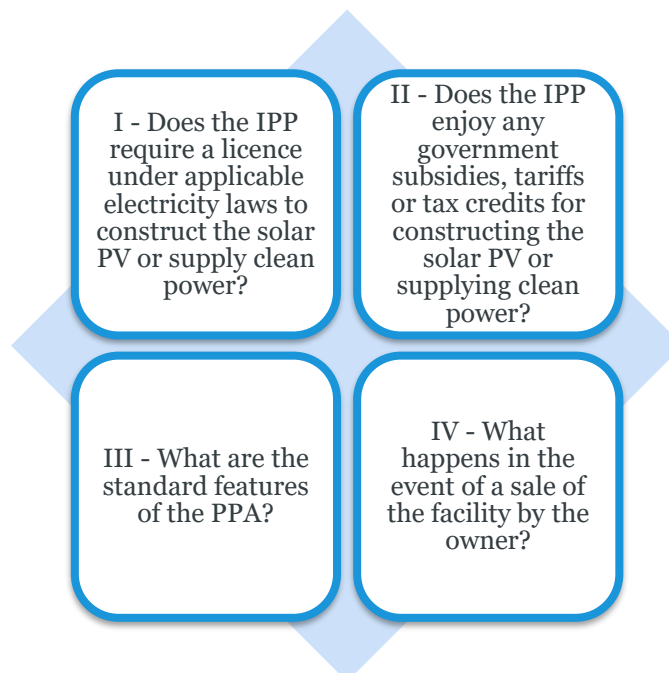 I - Does the IPP
require a licence
under applicable
electricity laws to
construct the solar
PV or supply clean
power?
II - Does the IPP
enjoy any
government
subsidies, tariffs
or tax credits for
constructing the
solar PV or
supplying clean
power?
III - What are the
standard features
of the PPA?
IV - What
happens in the
event of a sale of
the facility by the
owner?